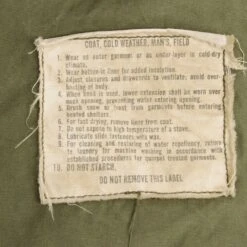 COAT, COLD WEATHER, MAN'S, FIELD
1. Wear as outer garment or as under-layer in cold-dry
climate.
2. Wear button-in liner for added insulation.
3. Adjust closures and drawcords to ventilate. Avoid over-
heating of body.
4. When hood is used, lower extension shall be worn over
neck opening, preventing water entering opening.
5. Brush snow or frost from garments before entering
heated shelters.
6. For fast drying, remove liner from coat.
7. Do not expose to high temperature of a stove.
8. Lubricate slide fasteners with wax.
9. For cleaning and restoring of water repellency, return
to laundry for machine washing in accordance with
established procedures for quarpel treated garments.
10. DO NOT STARCH.
DO NOT REMOVE THIS LABEL